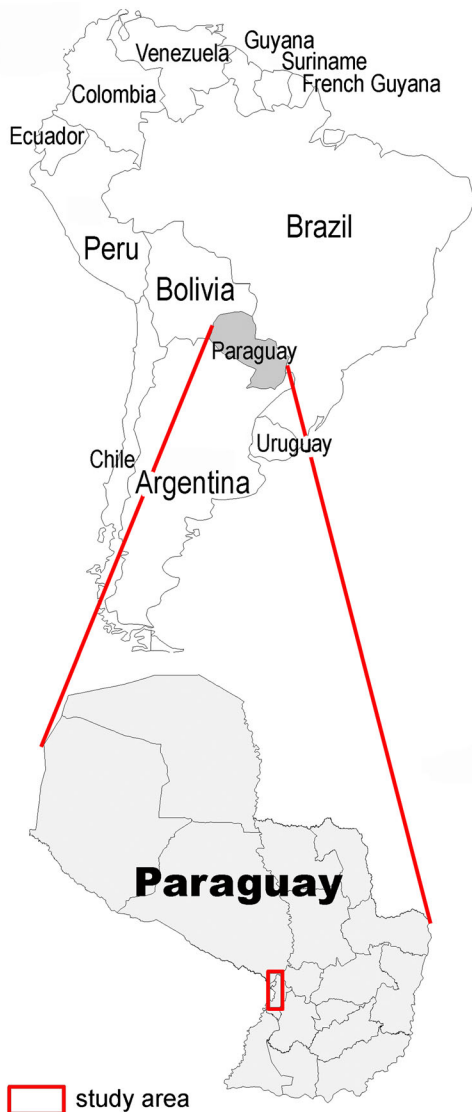 Guyana
Venezuela
Suriname
French Guyana
Colombia
Ecuador
Brazil
Peru
Bolivia
Paraguay
Uruguay
Chile
Argentina
Paraguay
study area